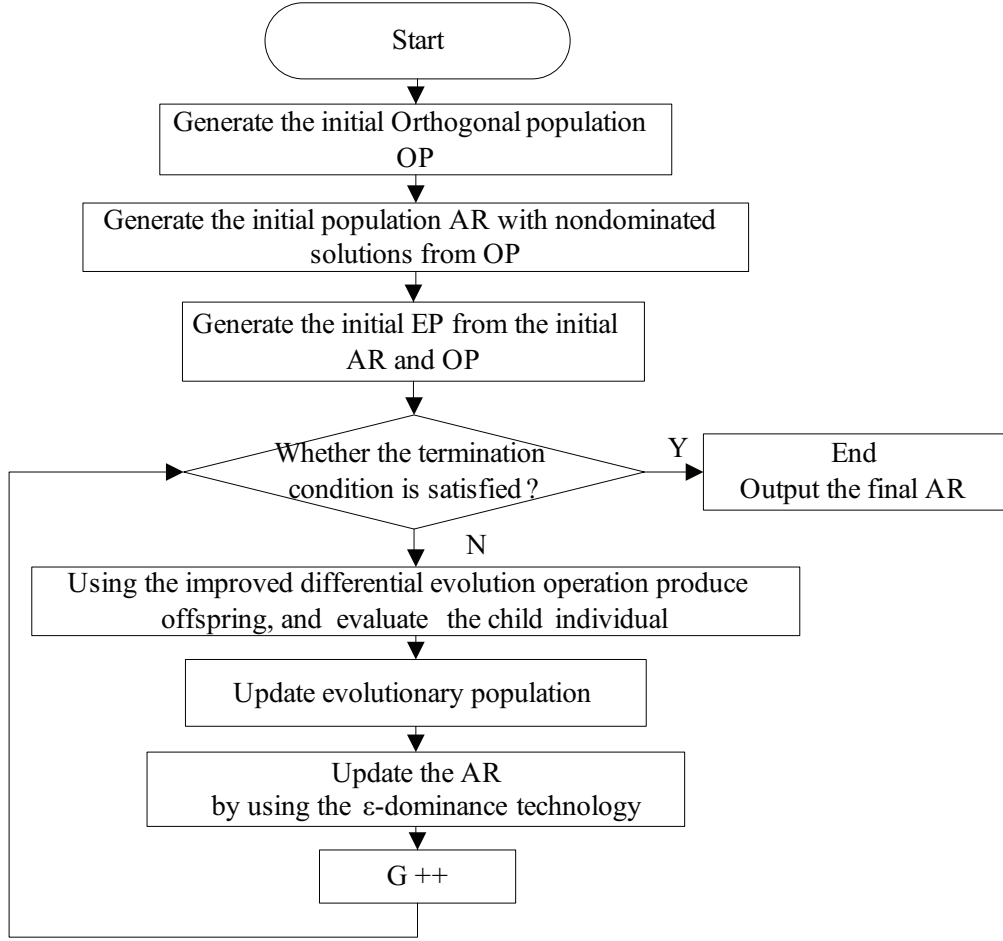 Start
Generate the initial Orthogonal population
OP
Generate the initial population AR with nondominated
solutions from OP
Generate the initial EP from the initial
AR and OP
Whether the termination
condition is satisfied?
Y
End
Output the final AR
N
Using the improved differential evolution operation produce
offspring, and evaluate the child individual
Update evolutionary population
Update the AR
by using the ε-dominance technology
G ++